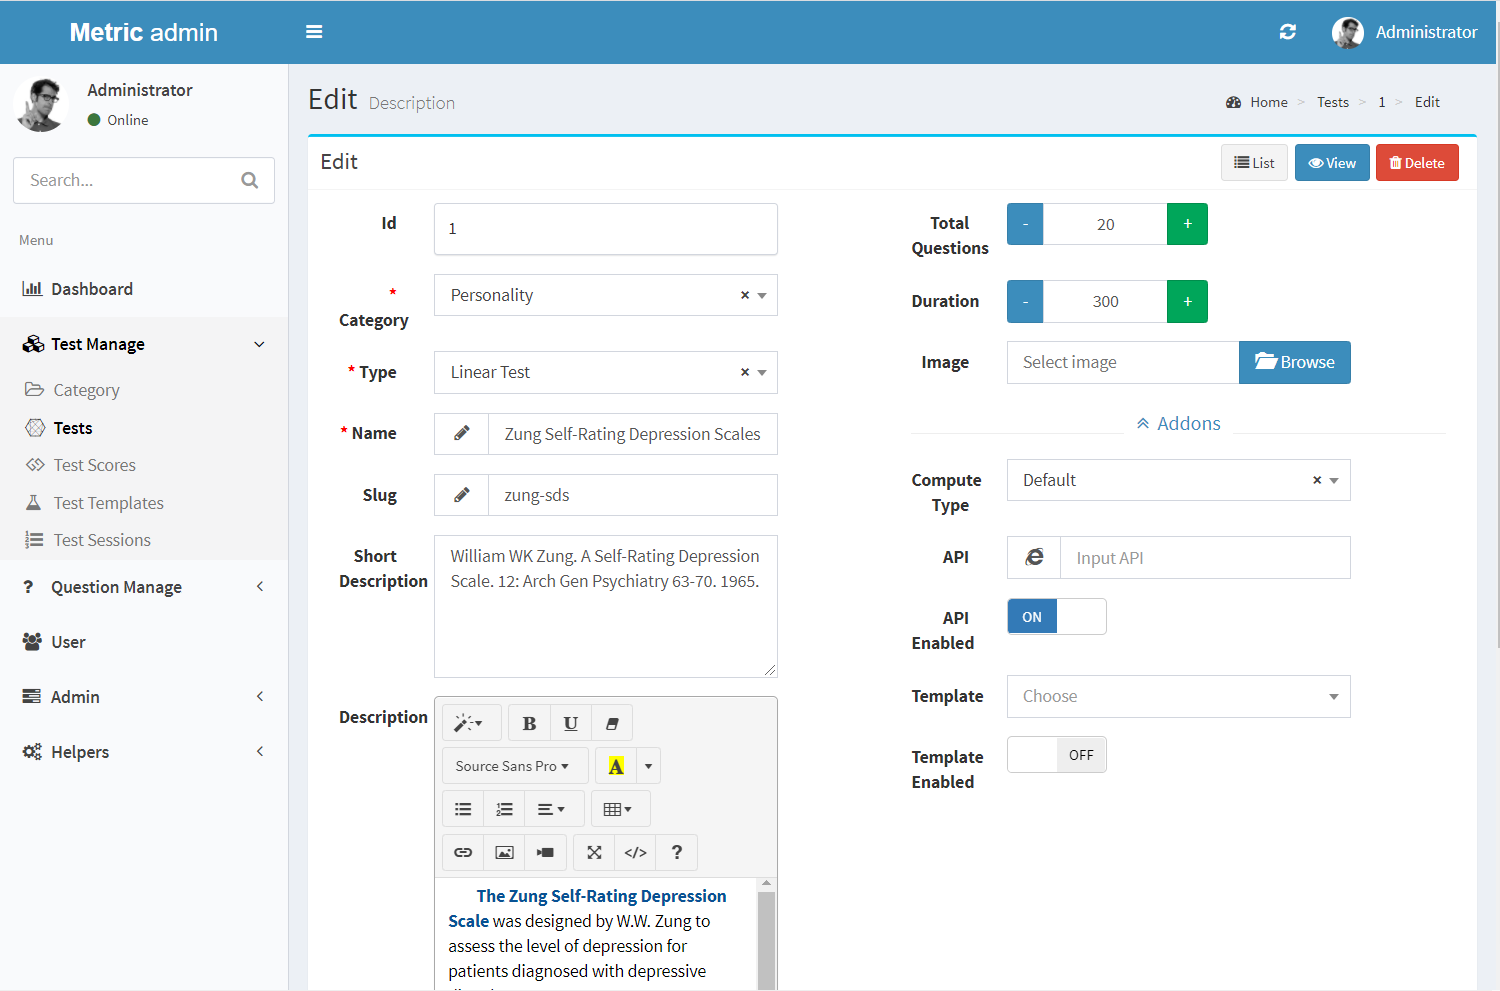 Metric admin
Administrator
Administrator
Online
Search...
Menu
Dashboard
Test Manage
Category
Tests
Test Scores
Test Templates
Test Sessions
? Question Manage
User
Admin
Helpers
Edit Description
Home > Tests > 1 > Edit
Edit
List
View
Delete
Id
1
* Category
Personality × 
* Type
Linear Test ×
* Name
Zung Self-Rating Depression Scales
Slug
zung-sds
Short
Description
William WK Zung. A Self-Rating Depression
Scale. 12: Arch Gen Psychiatry 63-70. 1965.
Description
B U
Source Sans Pro
A
</> ?
The Zung Self-Rating Depression
Scale was designed by W.W. Zung to
assess the level of depression for
patients diagnosed with depressive
Total
Questions
- 20 +
Duration
- 300 +
Image
Select image
Browse
Addons
Compute
Type
Default ×
API
Input API
API
Enabled
ON
Template
Choose
Template
Enabled
OFF